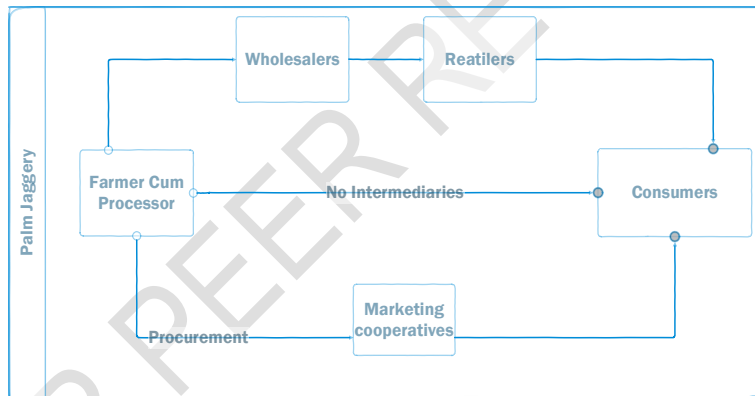 Palm Jaggery
Wholesalers
Reatilers
Farmer Cum
Processor
No Intermediaries
Consumers
Marketing
cooperatives
Procurement
PEER RE